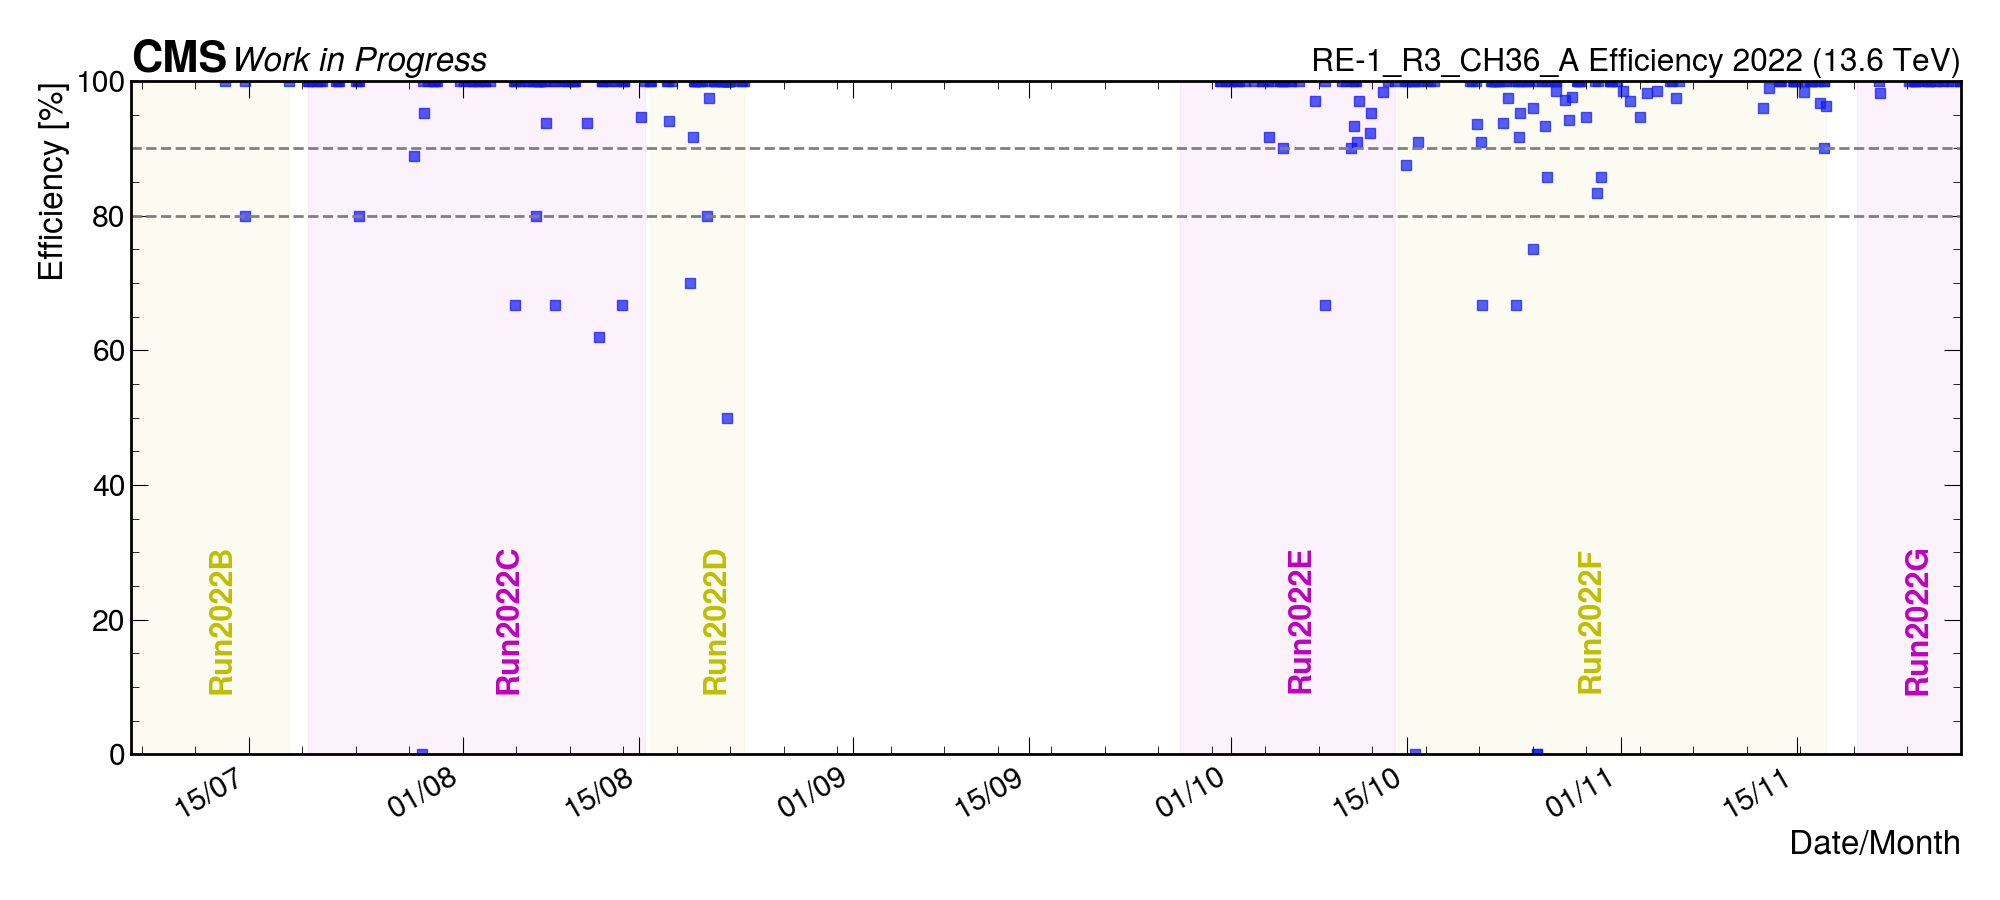 CMS Work in Progress
RE-1_R3_CH36_A Efficiency 2022 (13.6 TeV)
Efficiency [%]
100
80
60
40
20
0
Run2022B
Run2022C
Run2022D
Run2022E
Run2022F
Run2022G
15/07
01/08
15/08
01/09
15/09
01/10
15/10
01/11
15/11
Date/Month